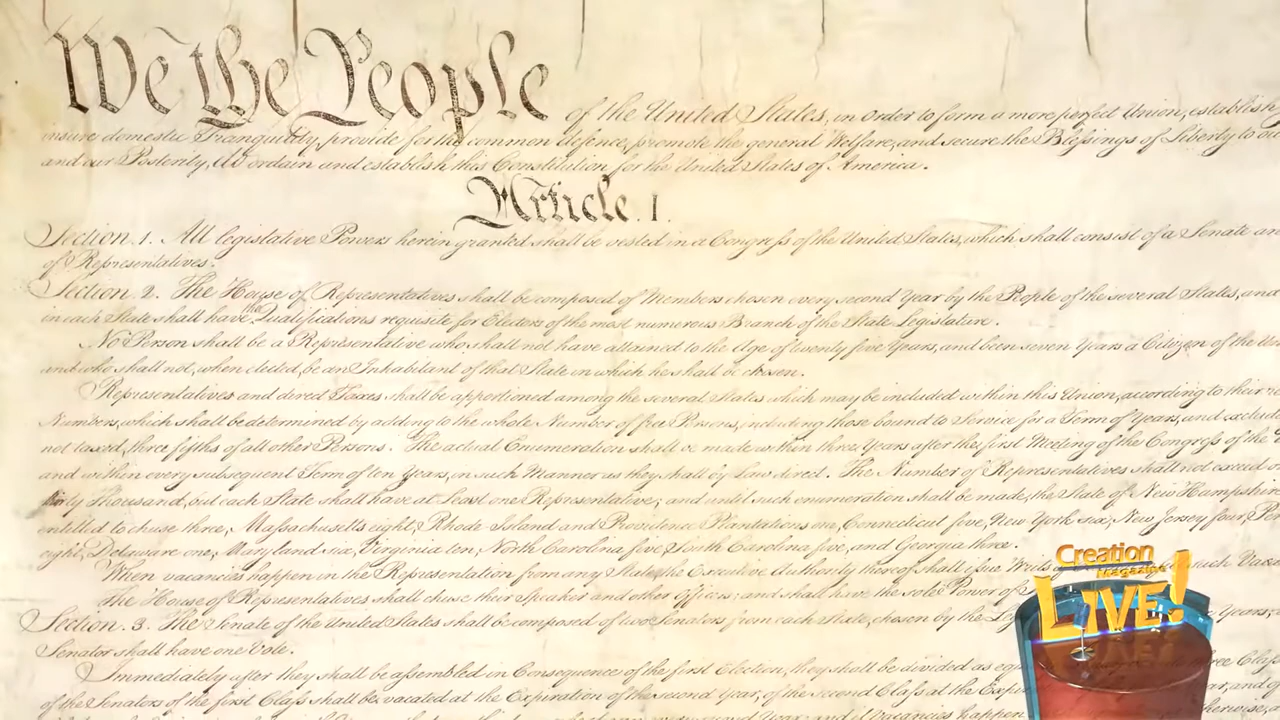 We the People of the United States, in order to form a more perfect Union, establish
insure domestic Tranquility, provide for the common defence, promote the general Welfare, and secure the Blessings of Liberty to
and our Posterity, do ordain and establish this Constitution for the United States of America.
Article. I.
Section. 1. All legislative Powers herein granted shall be vested in a Congress of the United States, which shall consist of a Senate
of Representatives.
Section. 2. The House of Representatives shall be composed of Members chosen every second Year by the People of the several States, and
in each State shall have the Qualifications requisite for Electors of the most numerous Branch of the State Legislature.
No Person shall be a Representative who shall not have attained to the Age of twenty five Years, and been seven Years a Citizen of the
and who shall not, when elected, be an Inhabitant of that State in which he shall be chosen.
Representatives and direct Taxes shall be apportioned among the several States which may be included within this Union, according to their
Numbers, which shall be determined by adding to the whole Number of free Persons, including those bound to Service for a Term of Years, and
not taxed, three fifths of all other Persons. The actual Enumeration shall be made within three Years after the first Meeting of the Congress of the
and within every subsequent Term of ten Years, in such Manner as they shall by Law direct. The Number of Representatives shall not exceed
thirty Thousand, but each State shall have at Least one Representative; and until such enumeration shall be made, the State of New Hampshire
entitled to chuse three, Massachusetts eight, Rhode Island and Providence Plantations one, Connecticut five, New York six, New Jersey four,
eight, Delaware one, Maryland six, Virginia ten, North Carolina five, South Carolina five, and Georgia three.
When vacancies happen in the Representation from any State, the Executive Authority thereof shall issue Writs of such
The House of Representatives shall chuse their Speaker and other Officers; and shall have the sole Power of
Section. 3. The Senate of the United States shall be composed of two Senators from each State, chosen by the Years;
Senator shall have one Vote.
Immediately after they shall be assembled in Consequence of the first Election, they shall be divided as
of the Senators of the first Class shall be vacated at the Expiration of the second Year, of the second Class at the
Creation
Magazine
LIVE!